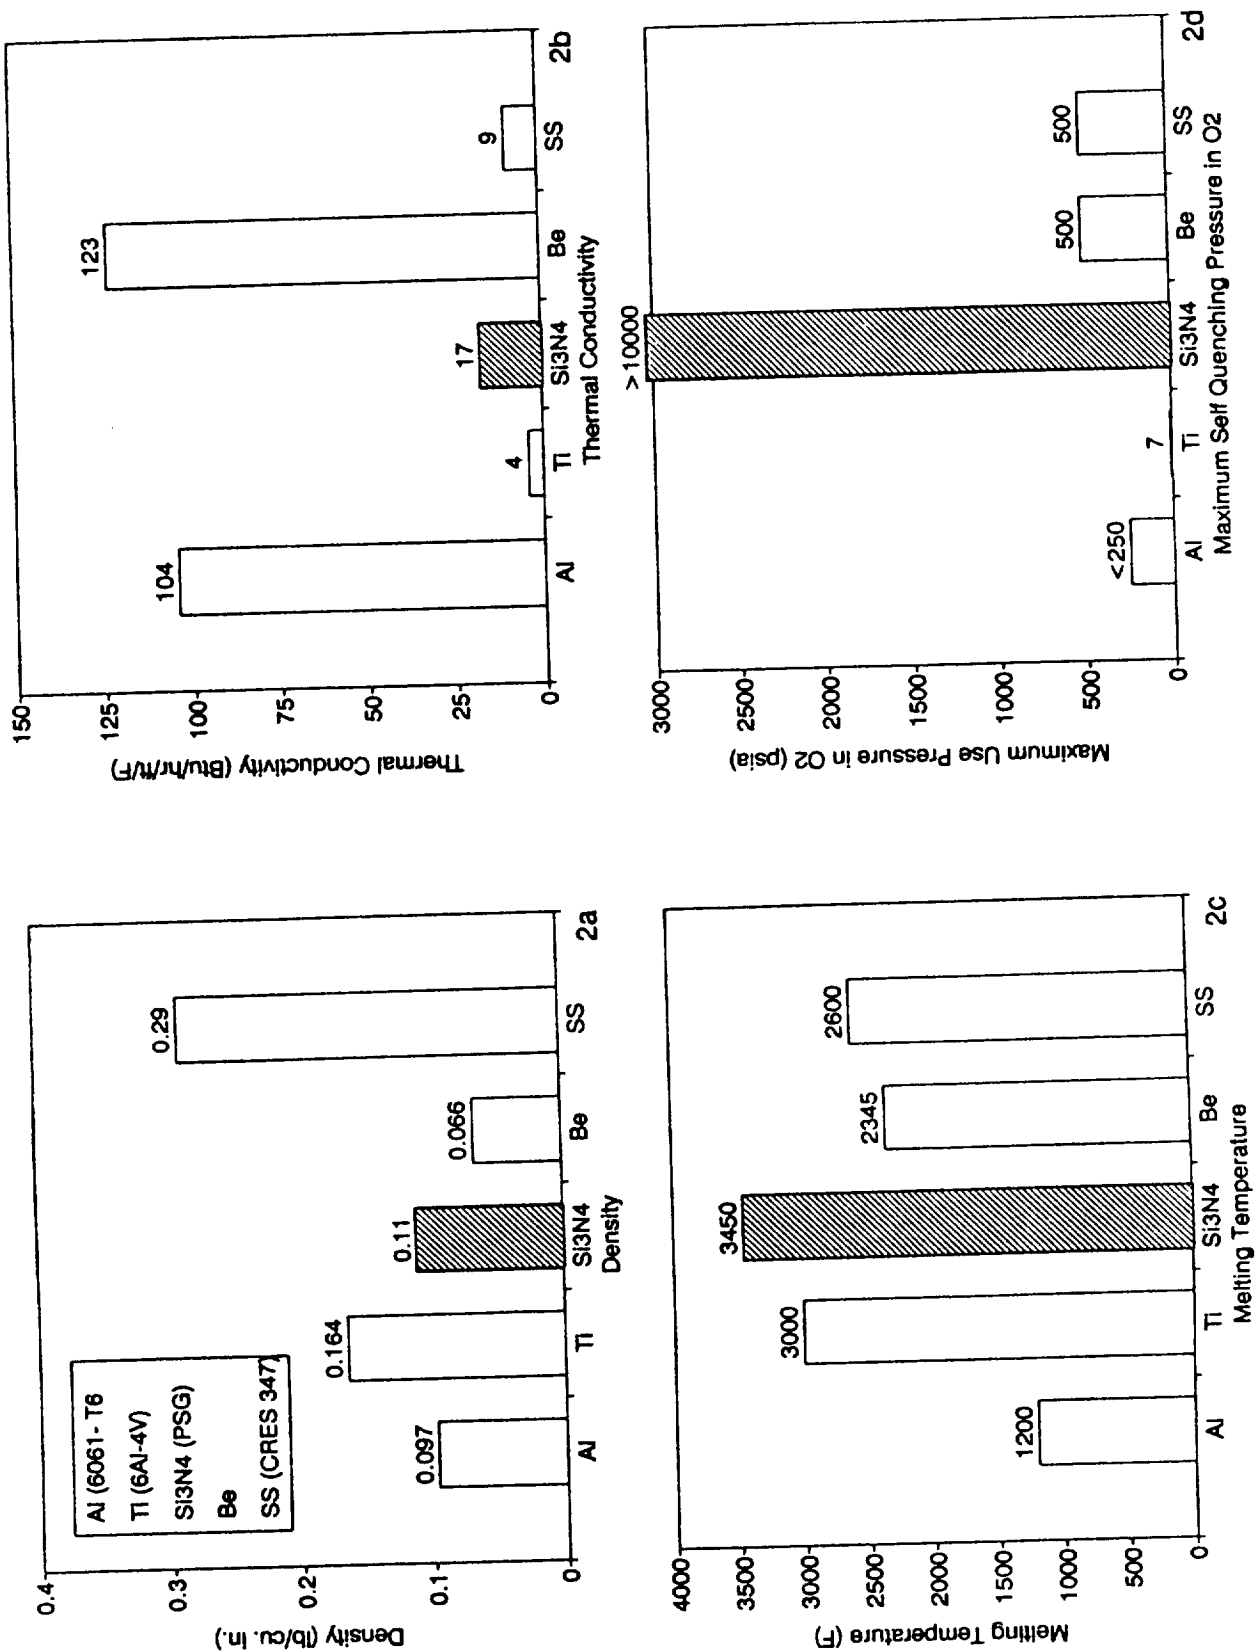 Density (lb/cu. in.)
0.4
0.3
0.2
0.1
0
Al (6061- T6
Ti (6Al-4V)
Si3N4 (PSG)
Be
SS (CRES 347)
0.097
0.164
0.11
0.066
0.29
Al
Ti
Si3N4
Be
SS
Density
2a
Thermal Conductivity (Btu/hr/ft/F)
150
125
100
75
50
25
0
104
4
17
123
9
Al
Ti
Si3N4
Be
SS
Thermal Conductivity
2b
Melting Temperature (F)
4000
3500
3000
2500
2000
1500
1000
500
0
1200
3000
3450
2345
2600
Al
Ti
Si3N4
Be
SS
Melting Temperature
2c
Maximum Use Pressure in O2 (psia)
3000
2500
2000
1500
1000
500
0
<250
7
>10000
500
500
Al
Ti
Si3N4
Be
SS
Maximum Self Quenching Pressure in O2
2d